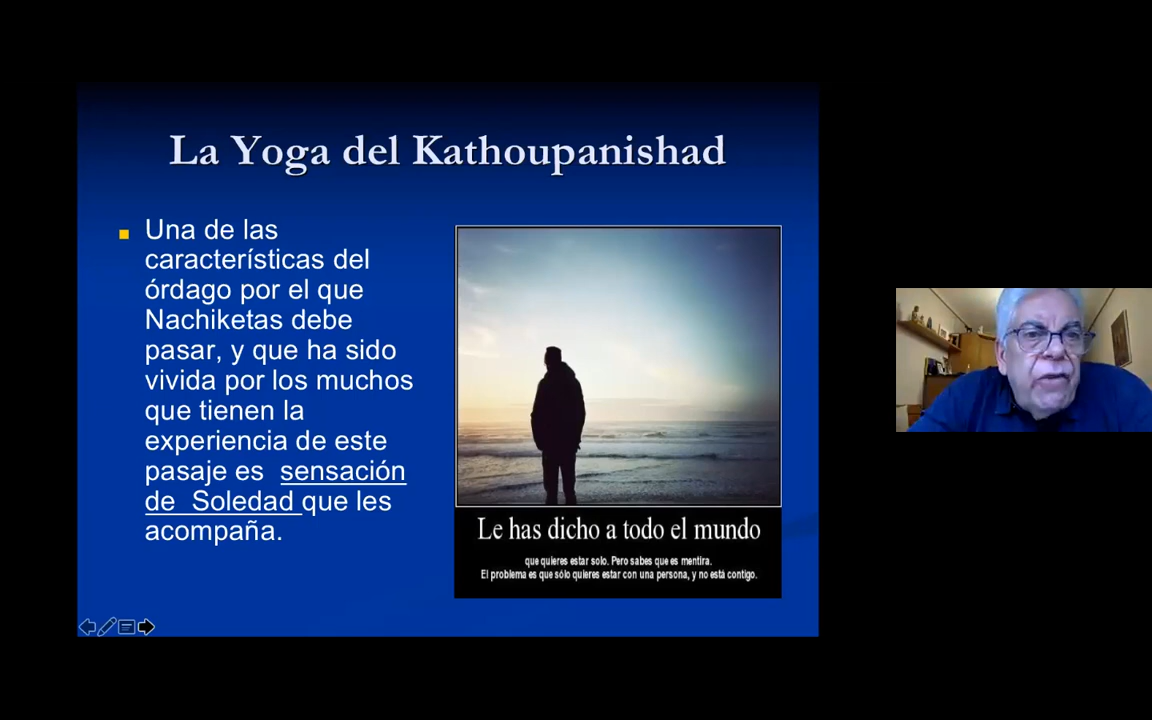 La Yoga del Kathoupanishad
Una de las
características del
órdago por el que
Nachiketas debe
pasar, y que ha sido
vivida por los muchos
que tienen la
experiencia de este
pasaje es sensación
de Soledad que les
acompaña.
Le has dicho a todo el mundo
que quieres estar solo. Pero sabes que es mentira.
El problema es que sólo quieres estar con una persona, y no está contigo.